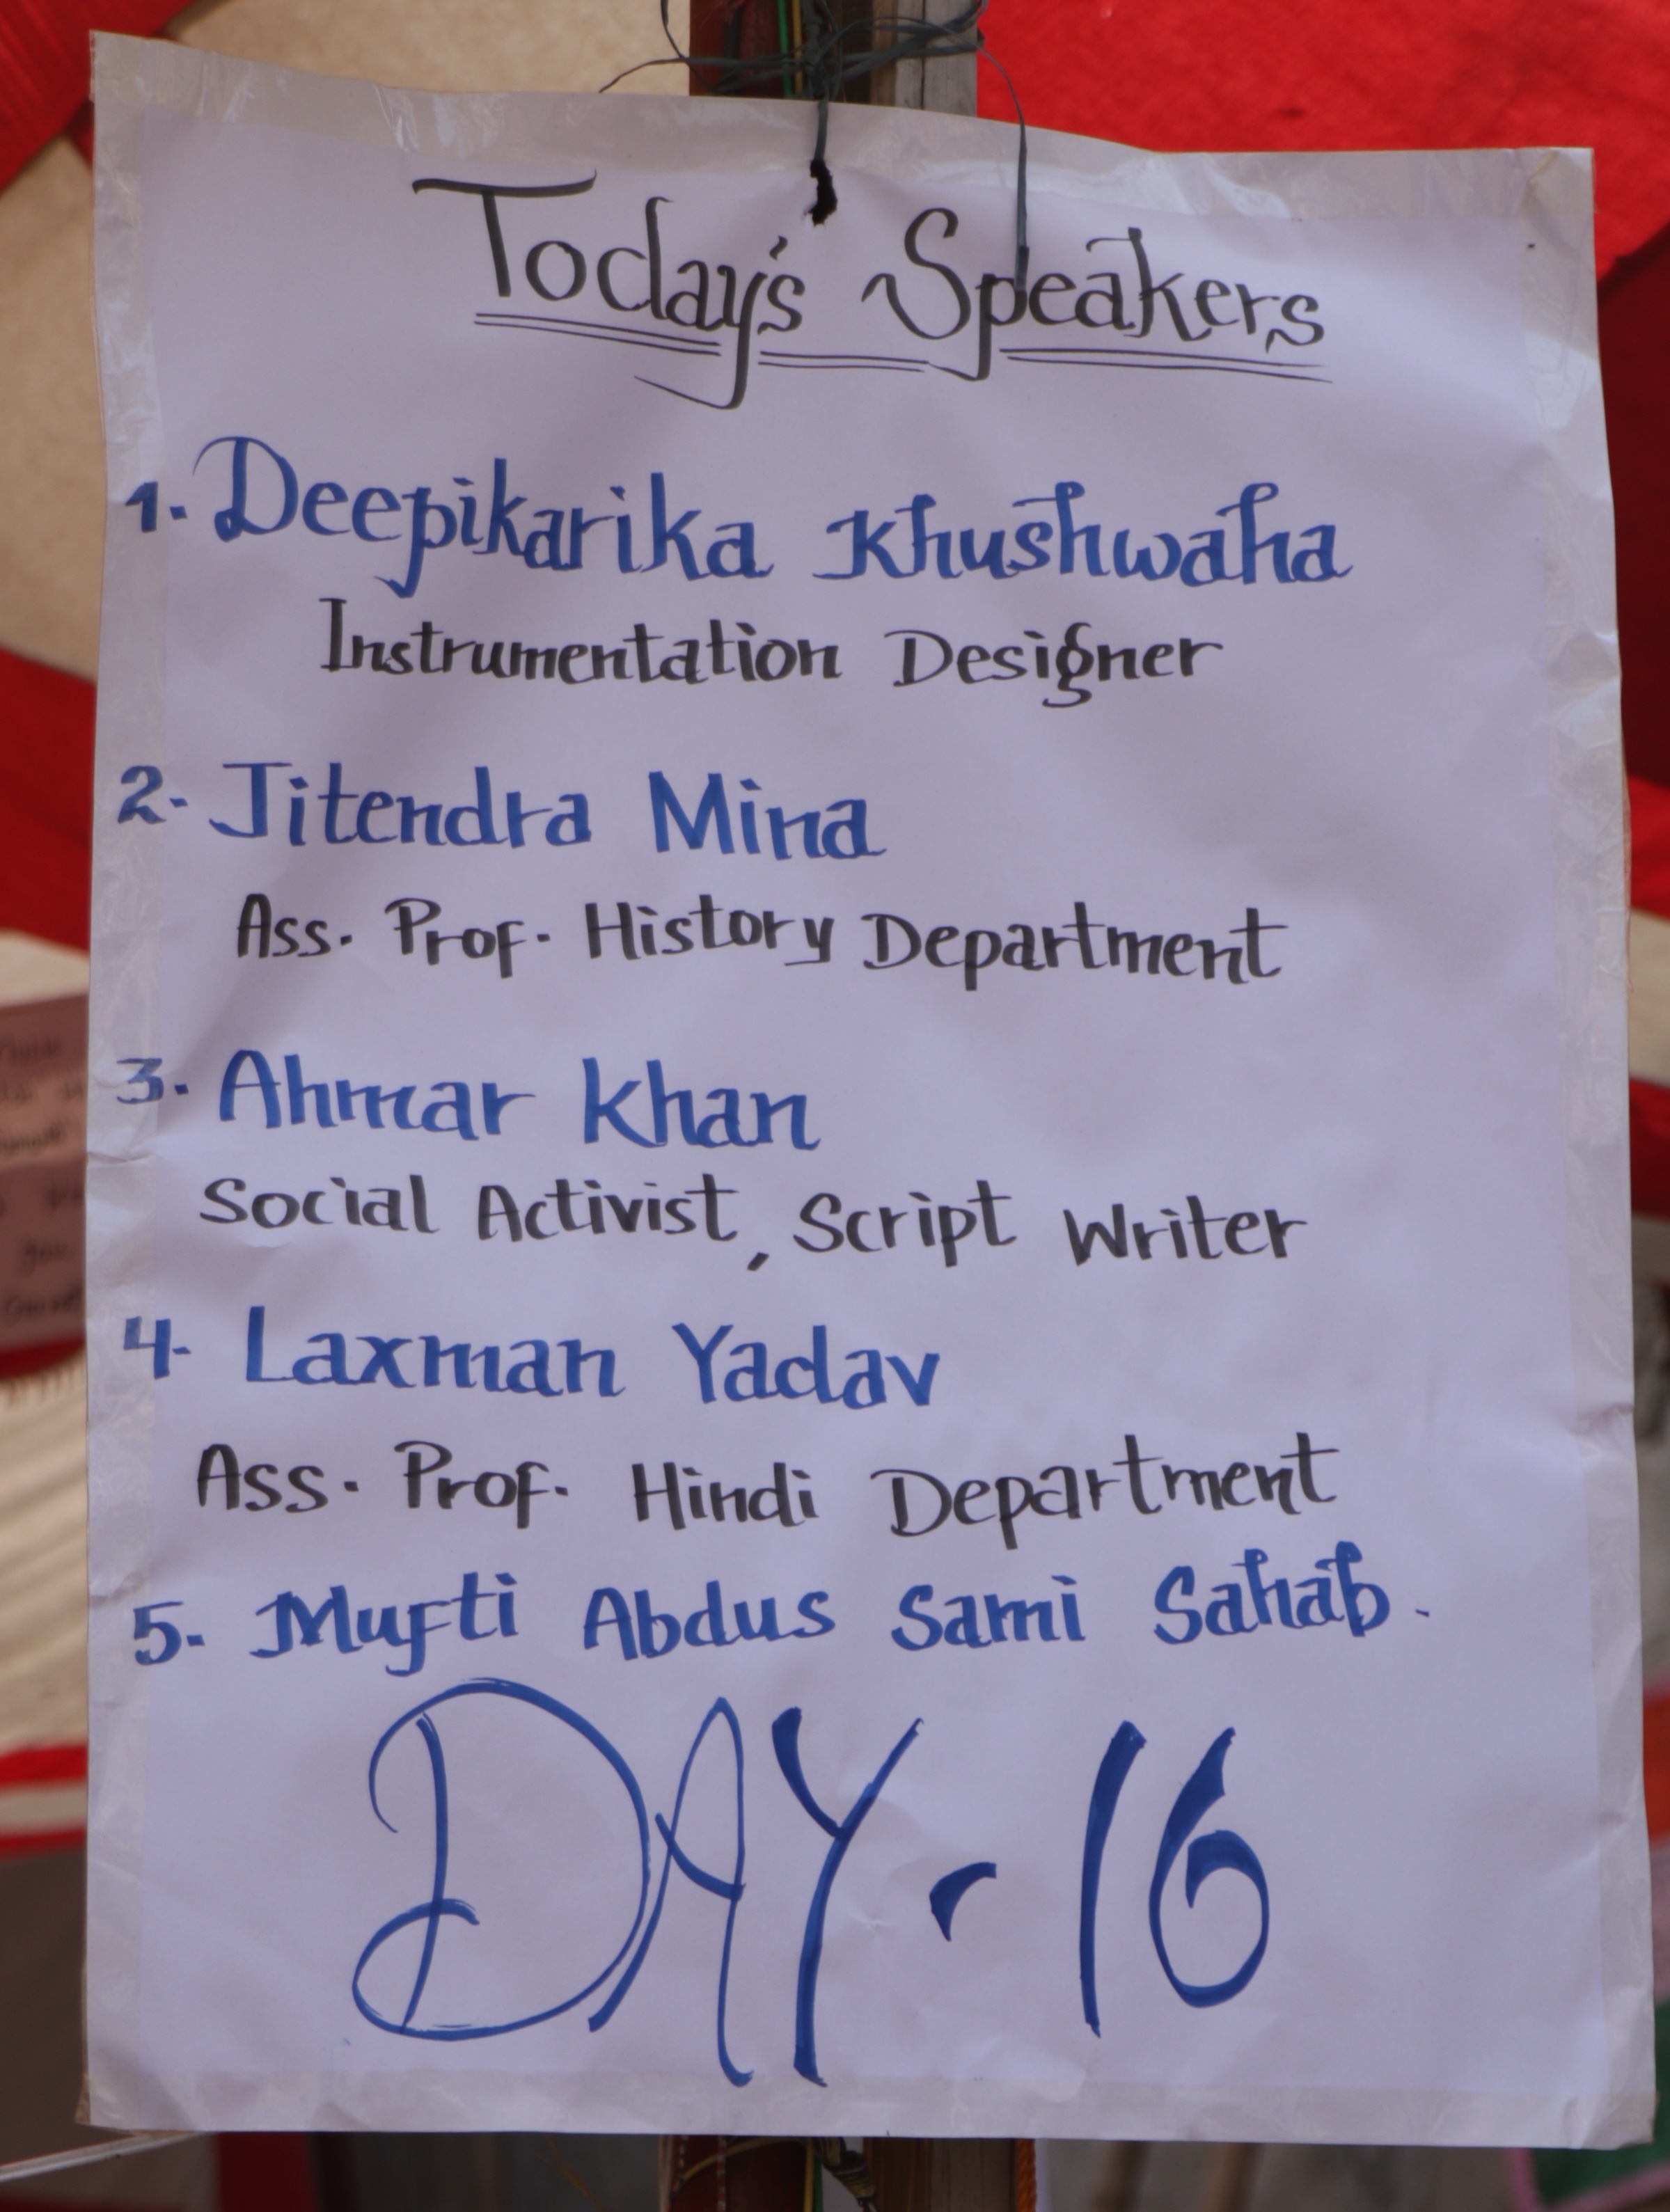 Today's Speakers
1. Deepikarika Khushwaha
Instrumentation Designer
2. Jitendra Mina
Ass. Prof. History Department
3. Ahmar Khan
Social Activist, Script Writer
4. Laxman Yadav
Ass. Prof. Hindi Department
5. Mufti Abdus Sami Sahab.
DAY-16